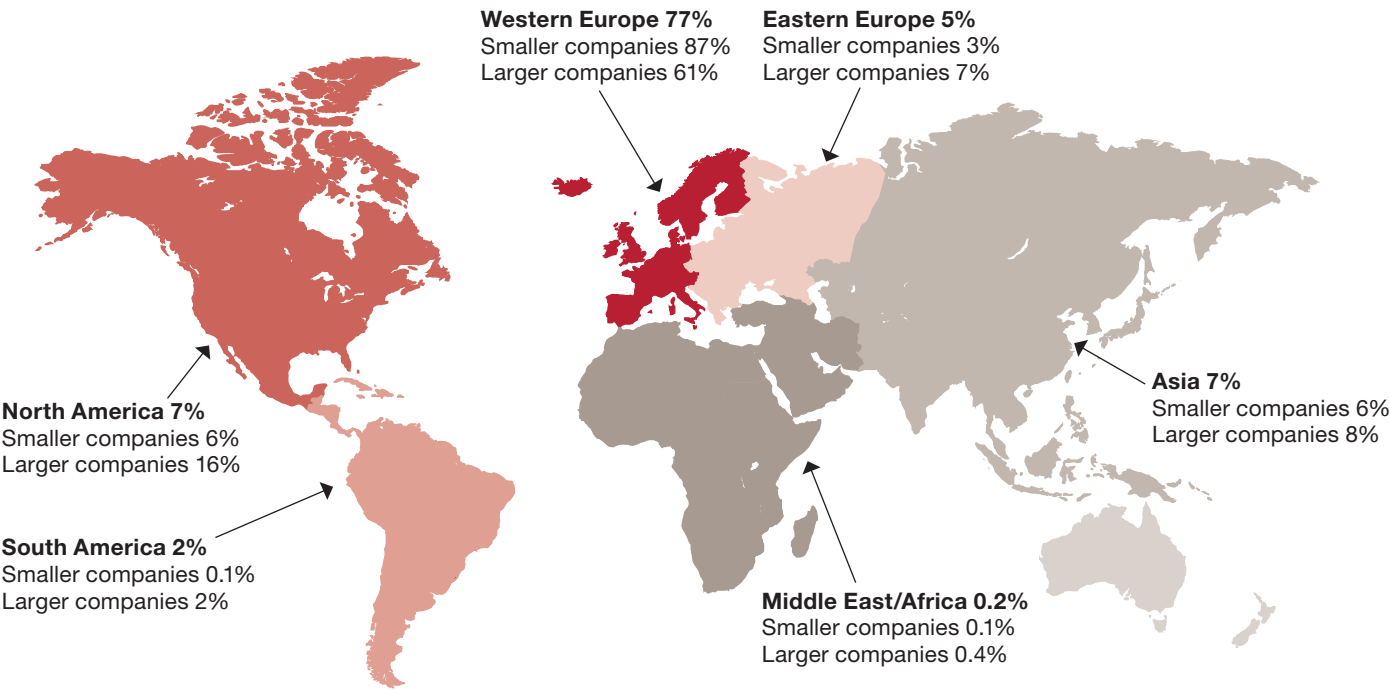 Western Europe 77%
Smaller companies 87%
Larger companies 61%
Eastern Europe 5%
Smaller companies 3%
Larger companies 7%
North America 7%
Smaller companies 6%
Larger companies 16%
Asia 7%
Smaller companies 6%
Larger companies 8%
South America 2%
Smaller companies 0.1%
Larger companies 2%
Middle East/Africa 0.2%
Smaller companies 0.1%
Larger companies 0.4%